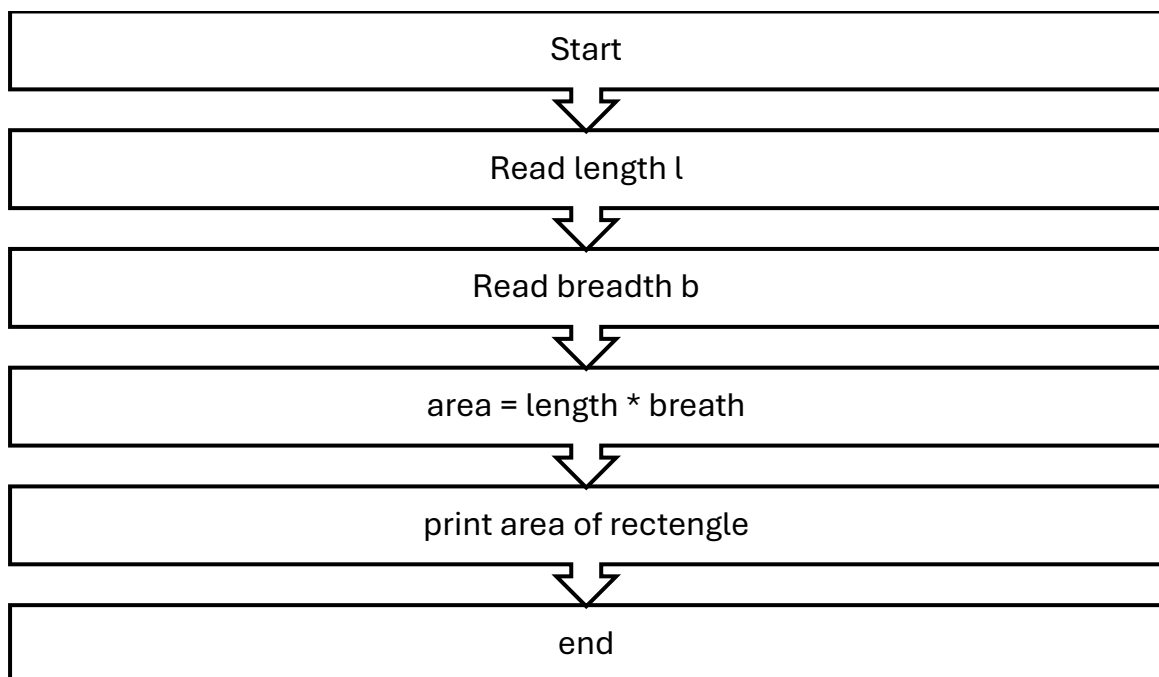 Start
Read length l
Read breadth b
area = length * breath
print area of rectengle
end